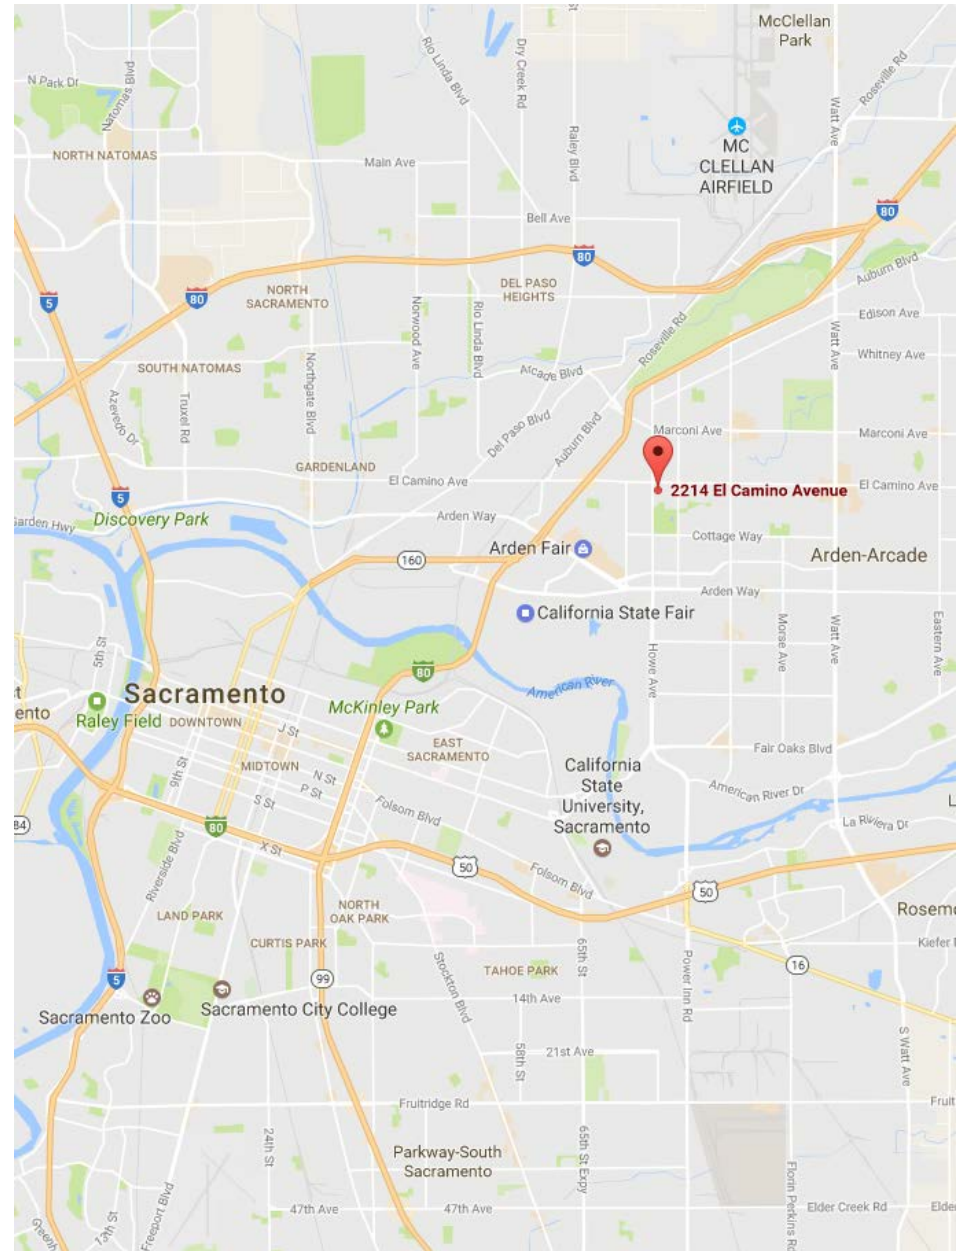 McClellan
Park
Rio Linda Blvd
Dry Creek Rd
Raley Blvd
Watt Ave
Roseville Rd
N Park Dr
Natomas Blvd
MC
CLELLAN
AIRFIELD
NORTH NATOMAS
Main Ave
Bell Ave
80
80
5
80
NORTH
SACRAMENTO
DEL PASO
HEIGHTS
Auburn Blvd
Norwood Ave
Rio Linda Blvd
Roseville Rd
Watt Ave
Edison Ave
Whitney Ave
SOUTH NATOMAS
Northgate Blvd
Arcade Blvd
Azevedo Dr
Truxel Rd
Del Paso Blvd
Auburn Blvd
Marconi Ave
Marconi Ave
GARDENLAND
El Camino Ave
2214 El Camino Avenue
El Camino Ave
5
Discovery Park
Garden Hwy
Arden Way
Cottage Way
Arden Fair
160
Arden-Arcade
Arden Way
California State Fair
5th St
Howe Ave
Morse Ave
Watt Ave
Eastern Ave
80
American River
Sacramento
McKinley Park
Raley Field
ento
DOWNTOWN
J St
EAST
SACRAMENTO
Fair Oaks Blvd
MIDTOWN
9th St
N St
P St
S St
California
State
University,
Sacramento
American River Dr
Folsom Blvd
84
80
X St
La Riviera Dr
Riverside Blvd
50
Folsom Blvd
50
LAND PARK
NORTH
OAK PARK
Rosem
CURTIS PARK
Kiefer
65th St
Power Inn Rd
16
5
99
TAHOE PARK
Stockton Blvd
Sacramento Zoo
Sacramento City College
14th Ave
58th St
21st Ave
S Watt Ave
Fruitridge Rd
Fruit
24th St
65th St Expy
Parkway-South
Sacramento
Florin Perkins Rd
47th Ave
47th Ave
Elder Creek Rd
Elder
13th St
Freeport Blvd